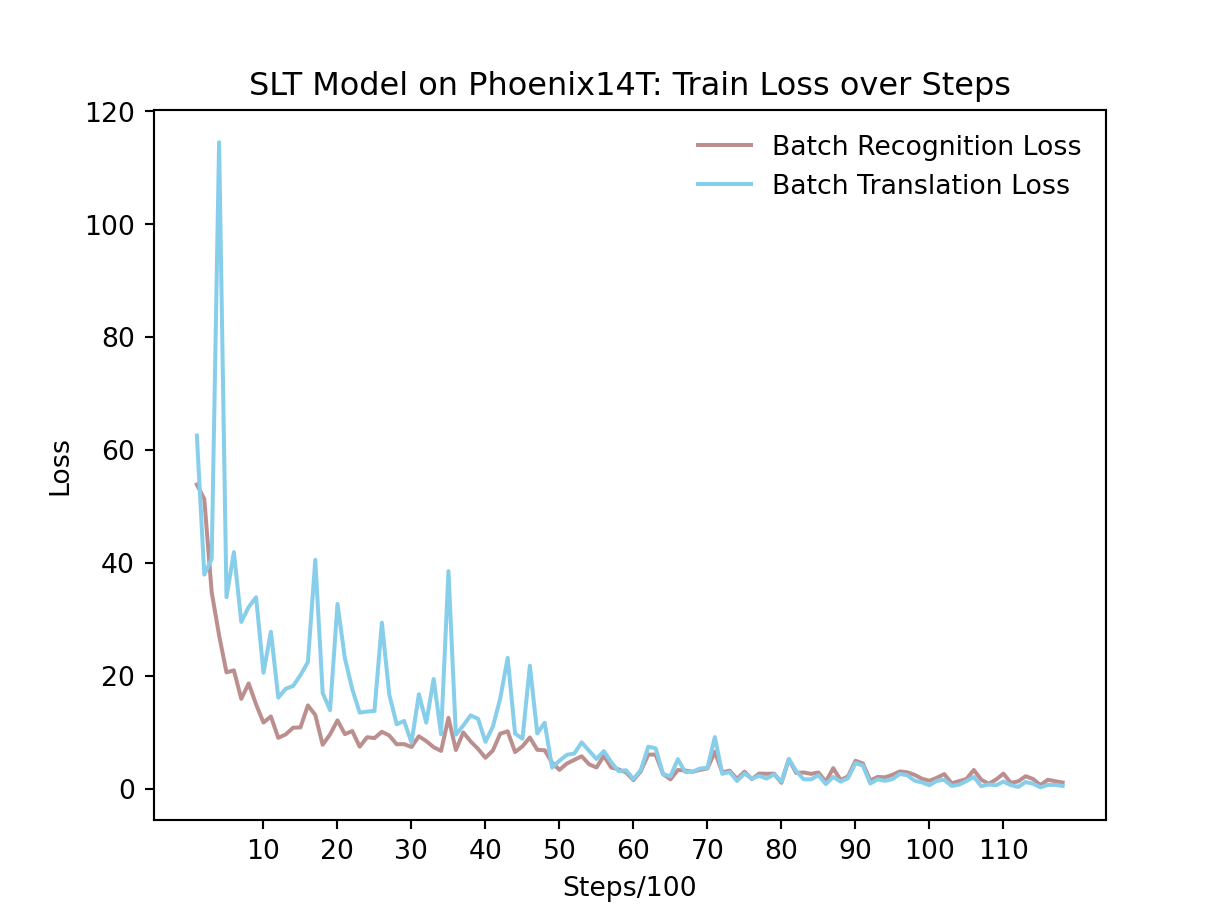 SLT Model on Phoenix14T: Train Loss over Steps
120
100
80
60
40
20
0
Loss
Batch Recognition Loss
Batch Translation Loss
10 20 30 40 50 60 70 80 90 100 110
Steps/100